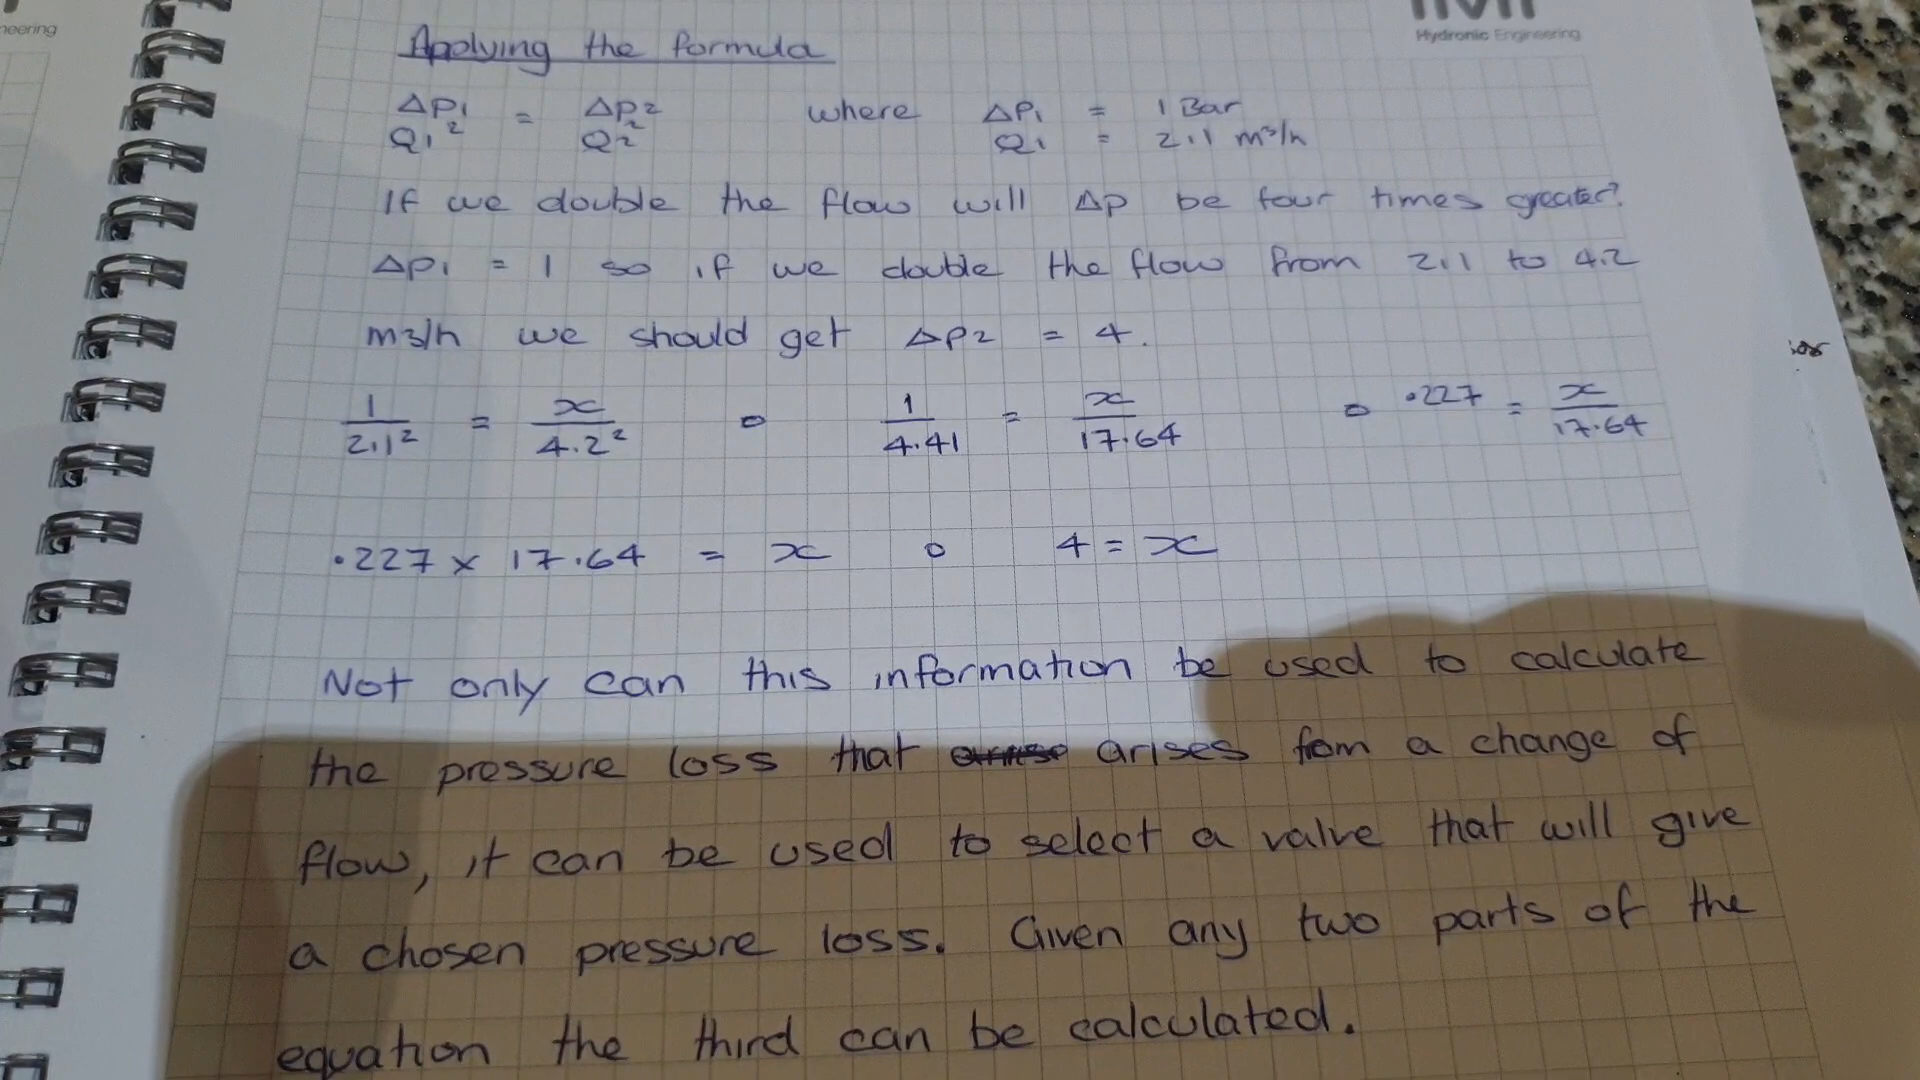 neering
Hydronic Engineering
Applying the formula
ΔP1 / Q1² = ΔP2 / Q2² where ΔP1 = 1 Bar
Q1 = 2.1 m³/h
If we double the flow will ΔP be four times greater?
ΔP1 = 1 so if we double the flow from 2.1 to 4.2
m3/h we should get ΔP2 = 4.
1/2.1² = x/4.2² o 1/4.41 = x/17.64 o .227 = x/17.64
.227 x 17.64 = x o 4 = x
Not only can this information be used to calculate
the pressure loss that arises from a change of
flow, it can be used to select a valve that will give
a chosen pressure loss. Given any two parts of the
equation the third can be calculated.